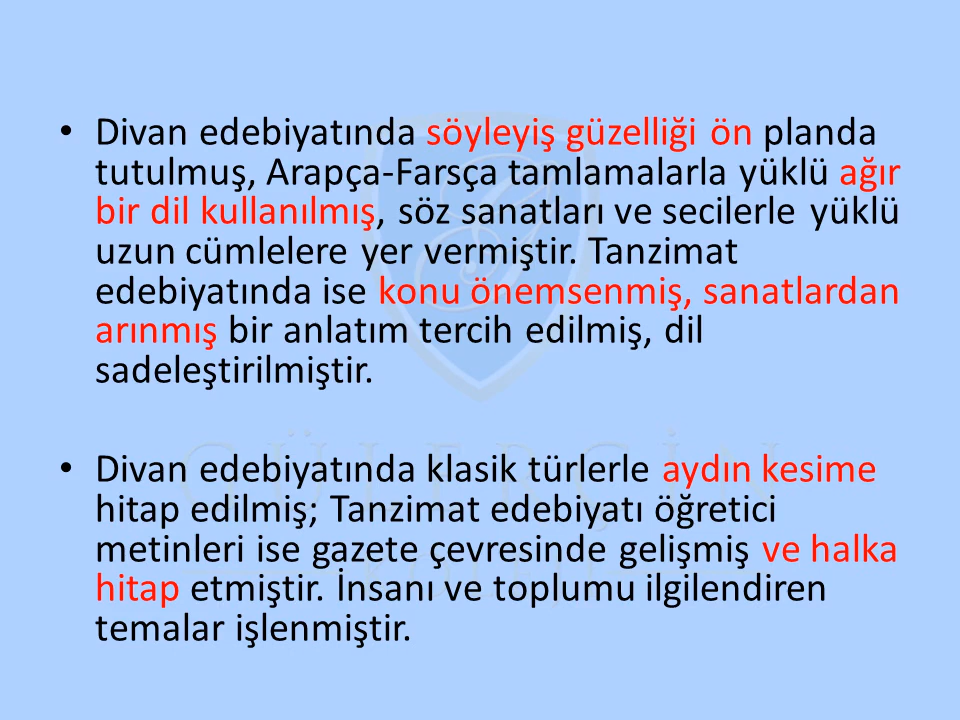 • Divan edebiyatında söyleyiş güzelliği ön planda
tutulmuş, Arapça-Farsça tamlamalarla yüklü ağır
bir dil kullanılmış, söz sanatları ve secilerle yüklü
uzun cümlelere yer vermiştir. Tanzimat
edebiyatında ise konu önemsenmiş, sanatlardan
arınmış bir anlatım tercih edilmiş, dil
sadeleştirilmiştir.
• Divan edebiyatında klasik türlerle aydın kesime
hitap edilmiş; Tanzimat edebiyatı öğretici
metinleri ise gazete çevresinde gelişmiş ve halka
hitap etmiştir. İnsanı ve toplumu ilgilendiren
temalar işlenmiştir.